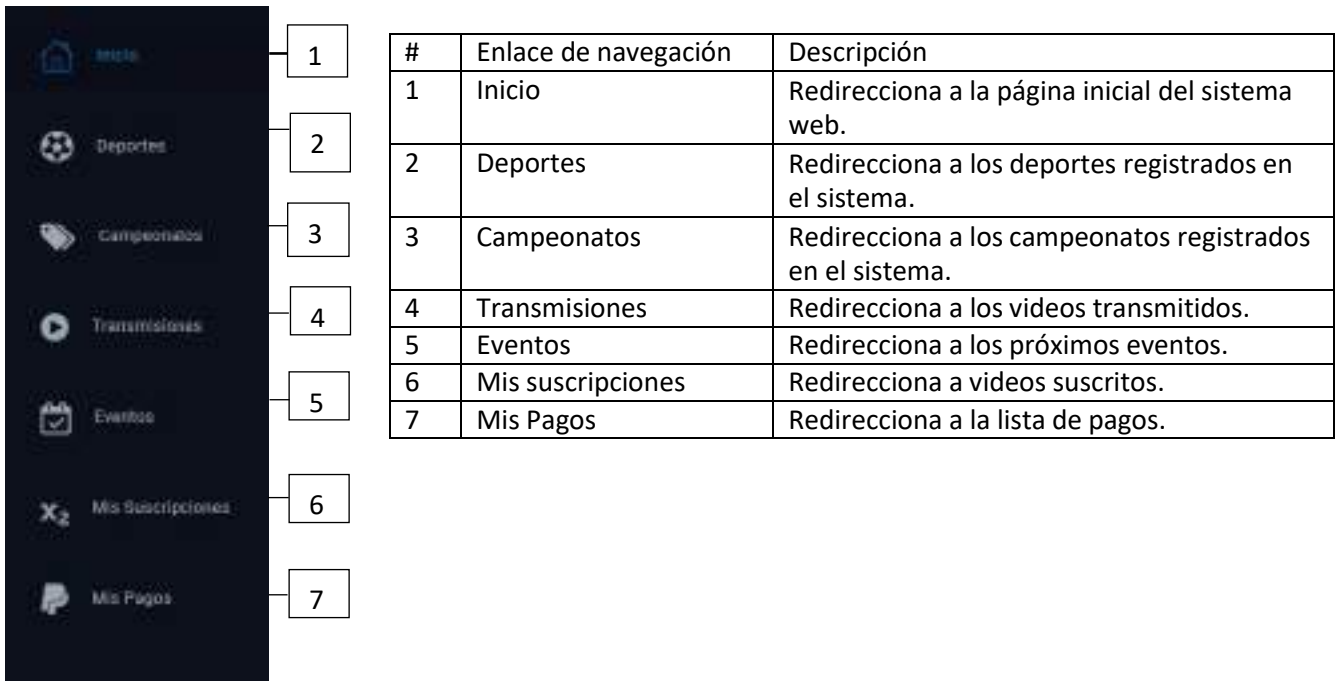 Inicio
1
Deportes
2
Campeonatos
3
Transmisiones
4
Eventos
5
Mis Suscripciones
6
Mis Pagos
7
# Enlace de navegación Descripción
1 Inicio Redirecciona a la página inicial del sistema
web.
2 Deportes Redirecciona a los deportes registrados en
el sistema.
3 Campeonatos Redirecciona a los campeonatos registrados
en el sistema.
4 Transmisiones Redirecciona a los videos transmitidos.
5 Eventos Redirecciona a los próximos eventos.
6 Mis suscripciones Redirecciona a videos suscritos.
7 Mis Pagos Redirecciona a la lista de pagos.